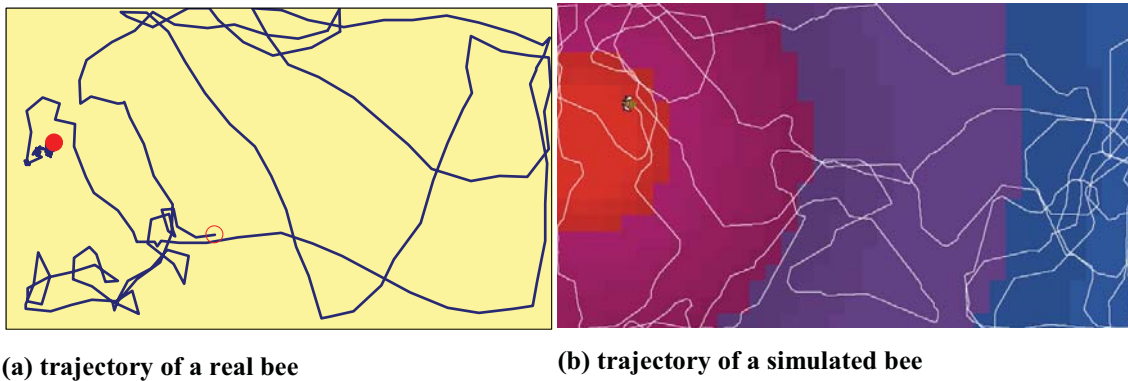 (a) trajectory of a real bee
(b) trajectory of a simulated bee